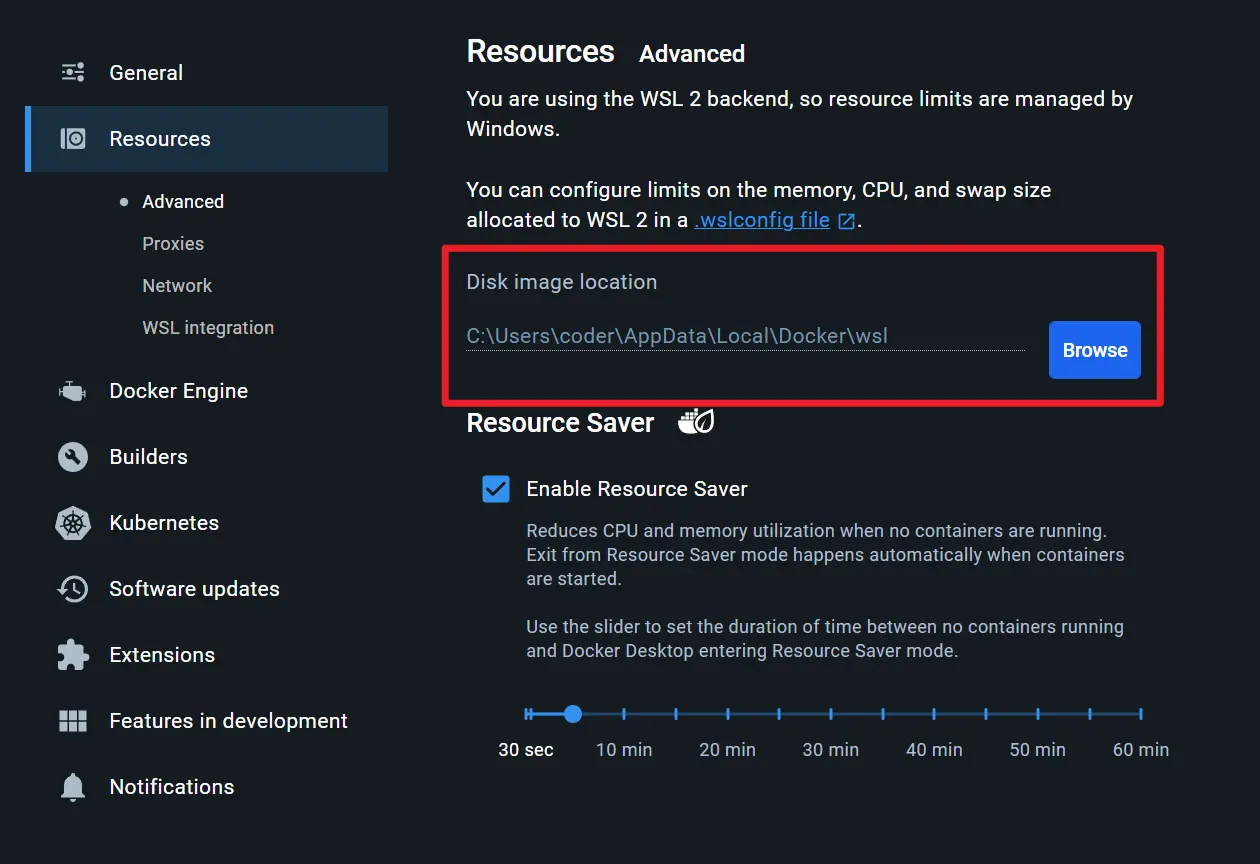 General
Resources
Advanced
Proxies
Network
WSL integration
Docker Engine
Builders
Kubernetes
Software updates
Extensions
Features in development
Notifications
Resources Advanced
You are using the WSL 2 backend, so resource limits are managed by
Windows.
You can configure limits on the memory, CPU, and swap size
allocated to WSL 2 in a .wslconfig file.
Disk image location
C:\Users\coder\AppData\Local\Docker\wsl
Browse
Resource Saver
Enable Resource Saver
Reduces CPU and memory utilization when no containers are running.
Exit from Resource Saver mode happens automatically when containers
are started.
Use the slider to set the duration of time between no containers running
and Docker Desktop entering Resource Saver mode.
30 sec 10 min 20 min 30 min 40 min 50 min 60 min